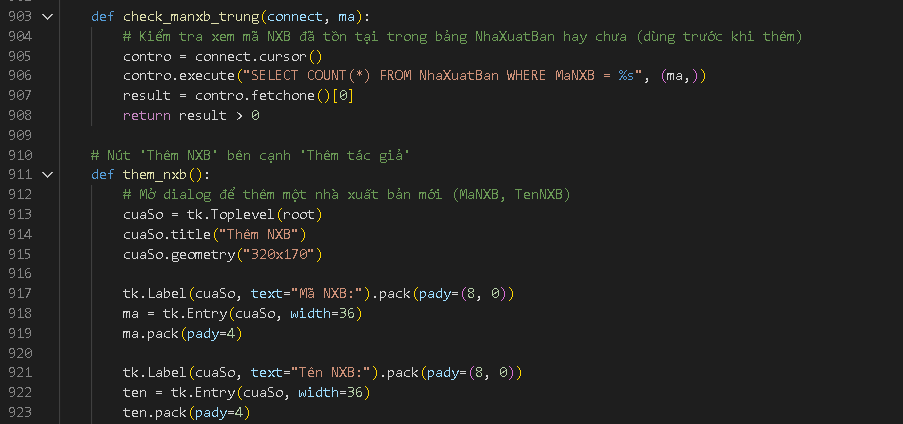 903 def check_manxb_trung(connect, ma):
904 # Kiểm tra xem mã NXB đã tồn tại trong bảng NhaXuatBan hay chưa (dùng trước khi thêm)
905 contro = connect.cursor()
906 contro.execute("SELECT COUNT(*) FROM NhaXuatBan WHERE MaNXB = %s", (ma,))
907 result = contro.fetchone()[0]
908 return result > 0
909
910 # Nút 'Thêm NXB' bên cạnh 'Thêm tác giả'
911 def them_nxb():
912 # Mở dialog để thêm một nhà xuất bản mới (MaNXB, TenNXB)
913 cuaSo = tk.Toplevel(root)
914 cuaSo.title("Thêm NXB")
915 cuaSo.geometry("320x170")
916
917 tk.Label(cuaSo, text="Mã NXB:").pack(pady=(8, 0))
918 ma = tk.Entry(cuaSo, width=36)
919 ma.pack(pady=4)
920
921 tk.Label(cuaSo, text="Tên NXB:").pack(pady=(8, 0))
922 ten = tk.Entry(cuaSo, width=36)
923 ten.pack(pady=4)